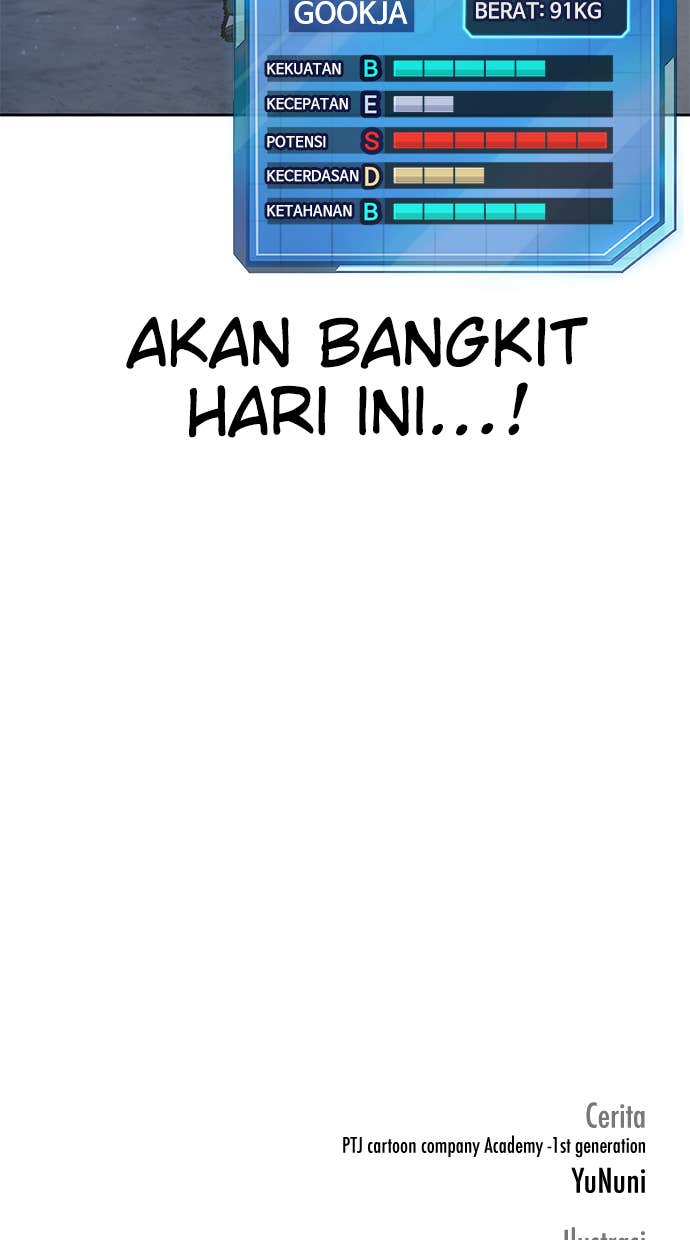 GOOKJA
BERAT: 91KG
KEKUATAN B
KECEPATAN E
POTENSI S
KECERDASAN D
KETAHANAN B
AKAN BANGKIT
HARI INI...!
Cerita
PTJ cartoon company Academy -1st generation
YuNuni
Ilustrasi